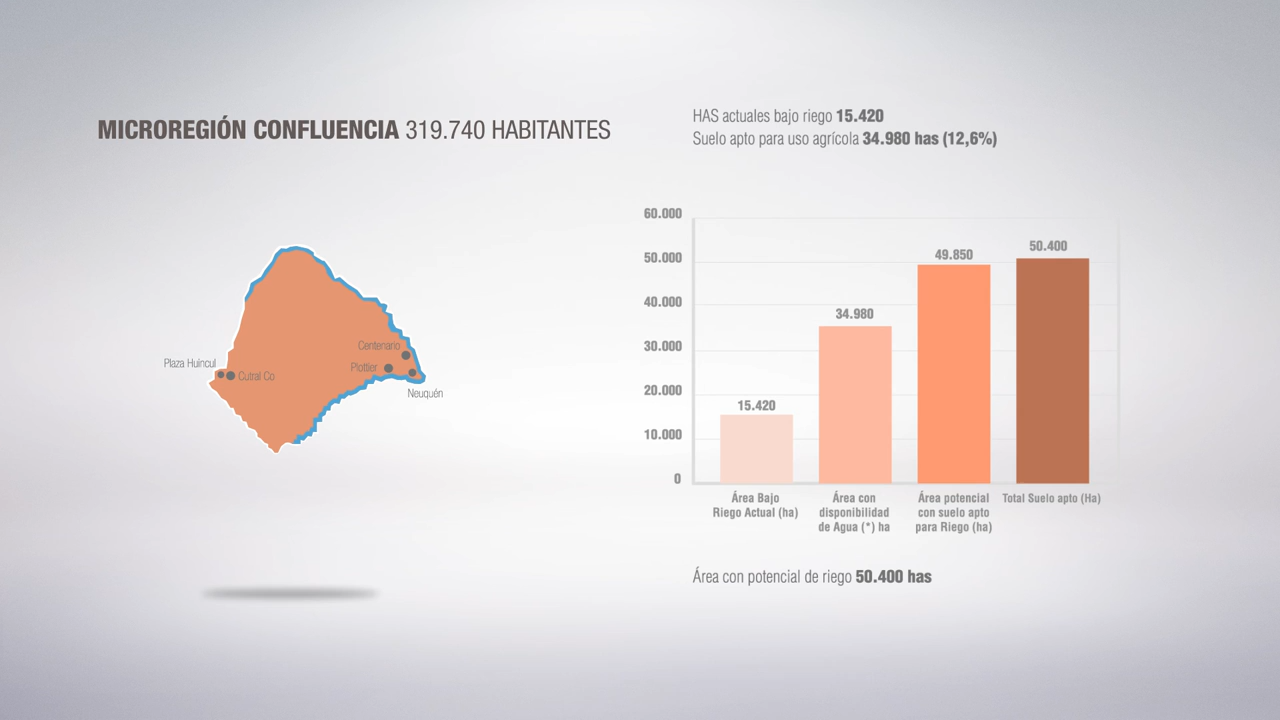 MICROREGIÓN CONFLUENCIA 319.740 HABITANTES
HAS actuales bajo riego 15.420
Suelo apto para uso agrícola 34.980 has (12,6%)
Plaza Huincul
Cutral Co
Centenario
Plottier
Neuquén
60.000
50.000
40.000
30.000
20.000
10.000
0
15.420
34.980
49.850
50.400
Área Bajo
Riego Actual (ha)
Área con
disponibilidad
de Agua (*) ha
Área potencial
con suelo apto
para Riego (ha)
Total Suelo apto (Ha)
Área con potencial de riego 50.400 has